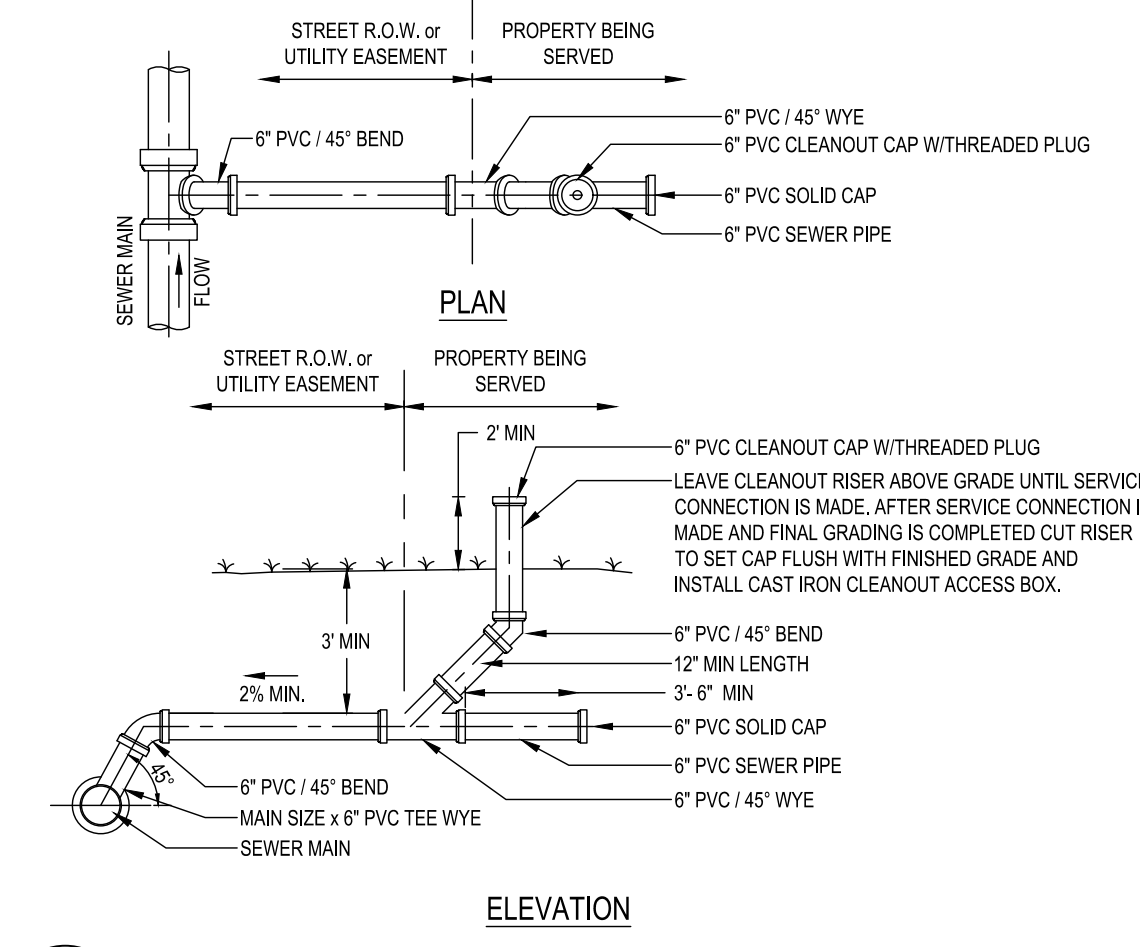 STREET R.O.W. or
UTILITY EASEMENT
PROPERTY BEING
SERVED
6" PVC / 45° BEND
6" PVC / 45° WYE
6" PVC CLEANOUT CAP W/THREADED PLUG
6" PVC SOLID CAP
6" PVC SEWER PIPE
SEWER MAIN
FLOW
PLAN
STREET R.O.W. or
UTILITY EASEMENT
PROPERTY BEING
SERVED
2' MIN
6" PVC CLEANOUT CAP W/THREADED PLUG
LEAVE CLEANOUT RISER ABOVE GRADE UNTIL SERVICE
CONNECTION IS MADE. AFTER SERVICE CONNECTION I
MADE AND FINAL GRADING IS COMPLETED CUT RISER
TO SET CAP FLUSH WITH FINISHED GRADE AND
INSTALL CAST IRON CLEANOUT ACCESS BOX.
3' MIN
6" PVC / 45° BEND
12" MIN LENGTH
2% MIN.
3'- 6" MIN
6" PVC SOLID CAP
6" PVC SEWER PIPE
45°
6" PVC / 45° BEND
6" PVC / 45° WYE
MAIN SIZE x 6" PVC TEE WYE
SEWER MAIN
ELEVATION